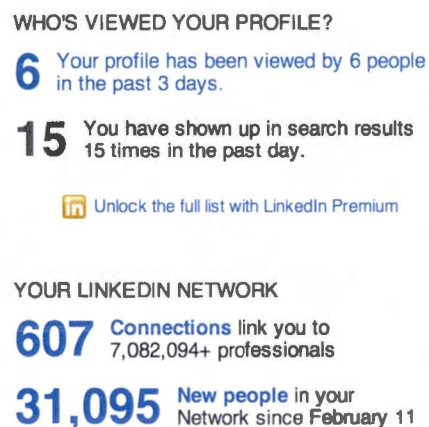 WHO'S VIEWED YOUR PROFILE?
6 Your profile has been viewed by 6 people
in the past 3 days.
15 You have shown up in search results
15 times in the past day.
in Unlock the full list with LinkedIn Premium
YOUR LINKEDIN NETWORK
607 Connections link you to
7,082,094+ professionals
31,095 New people in your
Network since February 11